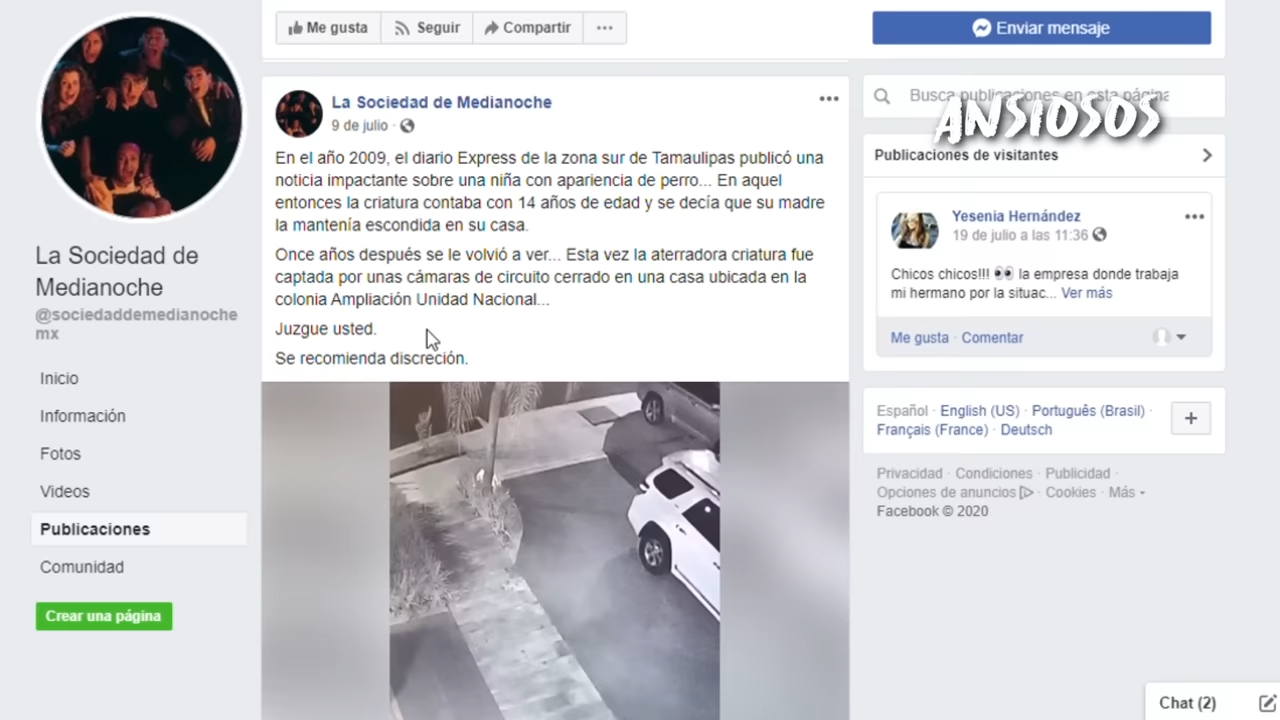 Me gusta
Seguir
Compartir
Enviar mensaje
La Sociedad de Medianoche
9 de julio
En el año 2009, el diario Express de la zona sur de Tamaulipas publicó una
noticia impactante sobre una niña con apariencia de perro... En aquel
entonces la criatura contaba con 14 años de edad y se decía que su madre
la mantenía escondida en su casa.
Once años después se le volvió a ver... Esta vez la aterradora criatura fue
captada por unas cámaras de circuito cerrado en una casa ubicada en la
colonia Ampliación Unidad Nacional...
Juzgue usted.
Se recomienda discreción.
La Sociedad de
Medianoche
@sociedaddemedianoche
mx
Inicio
Información
Fotos
Videos
Publicaciones
Comunidad
Crear una página
Busca publicaciones en esta página
ANSIOSOS
Publicaciones de visitantes
Yesenia Hernández
19 de julio a las 11:36
Chicos chicos!!! 👀 la empresa donde trabaja
mi hermano por la situac... Ver más
Me gusta · Comentar
Español · English (US) · Português (Brasil) ·
Français (France) · Deutsch
Privacidad · Condiciones · Publicidad ·
Opciones de anuncios · Cookies · Más
Facebook © 2020
Chat (2)